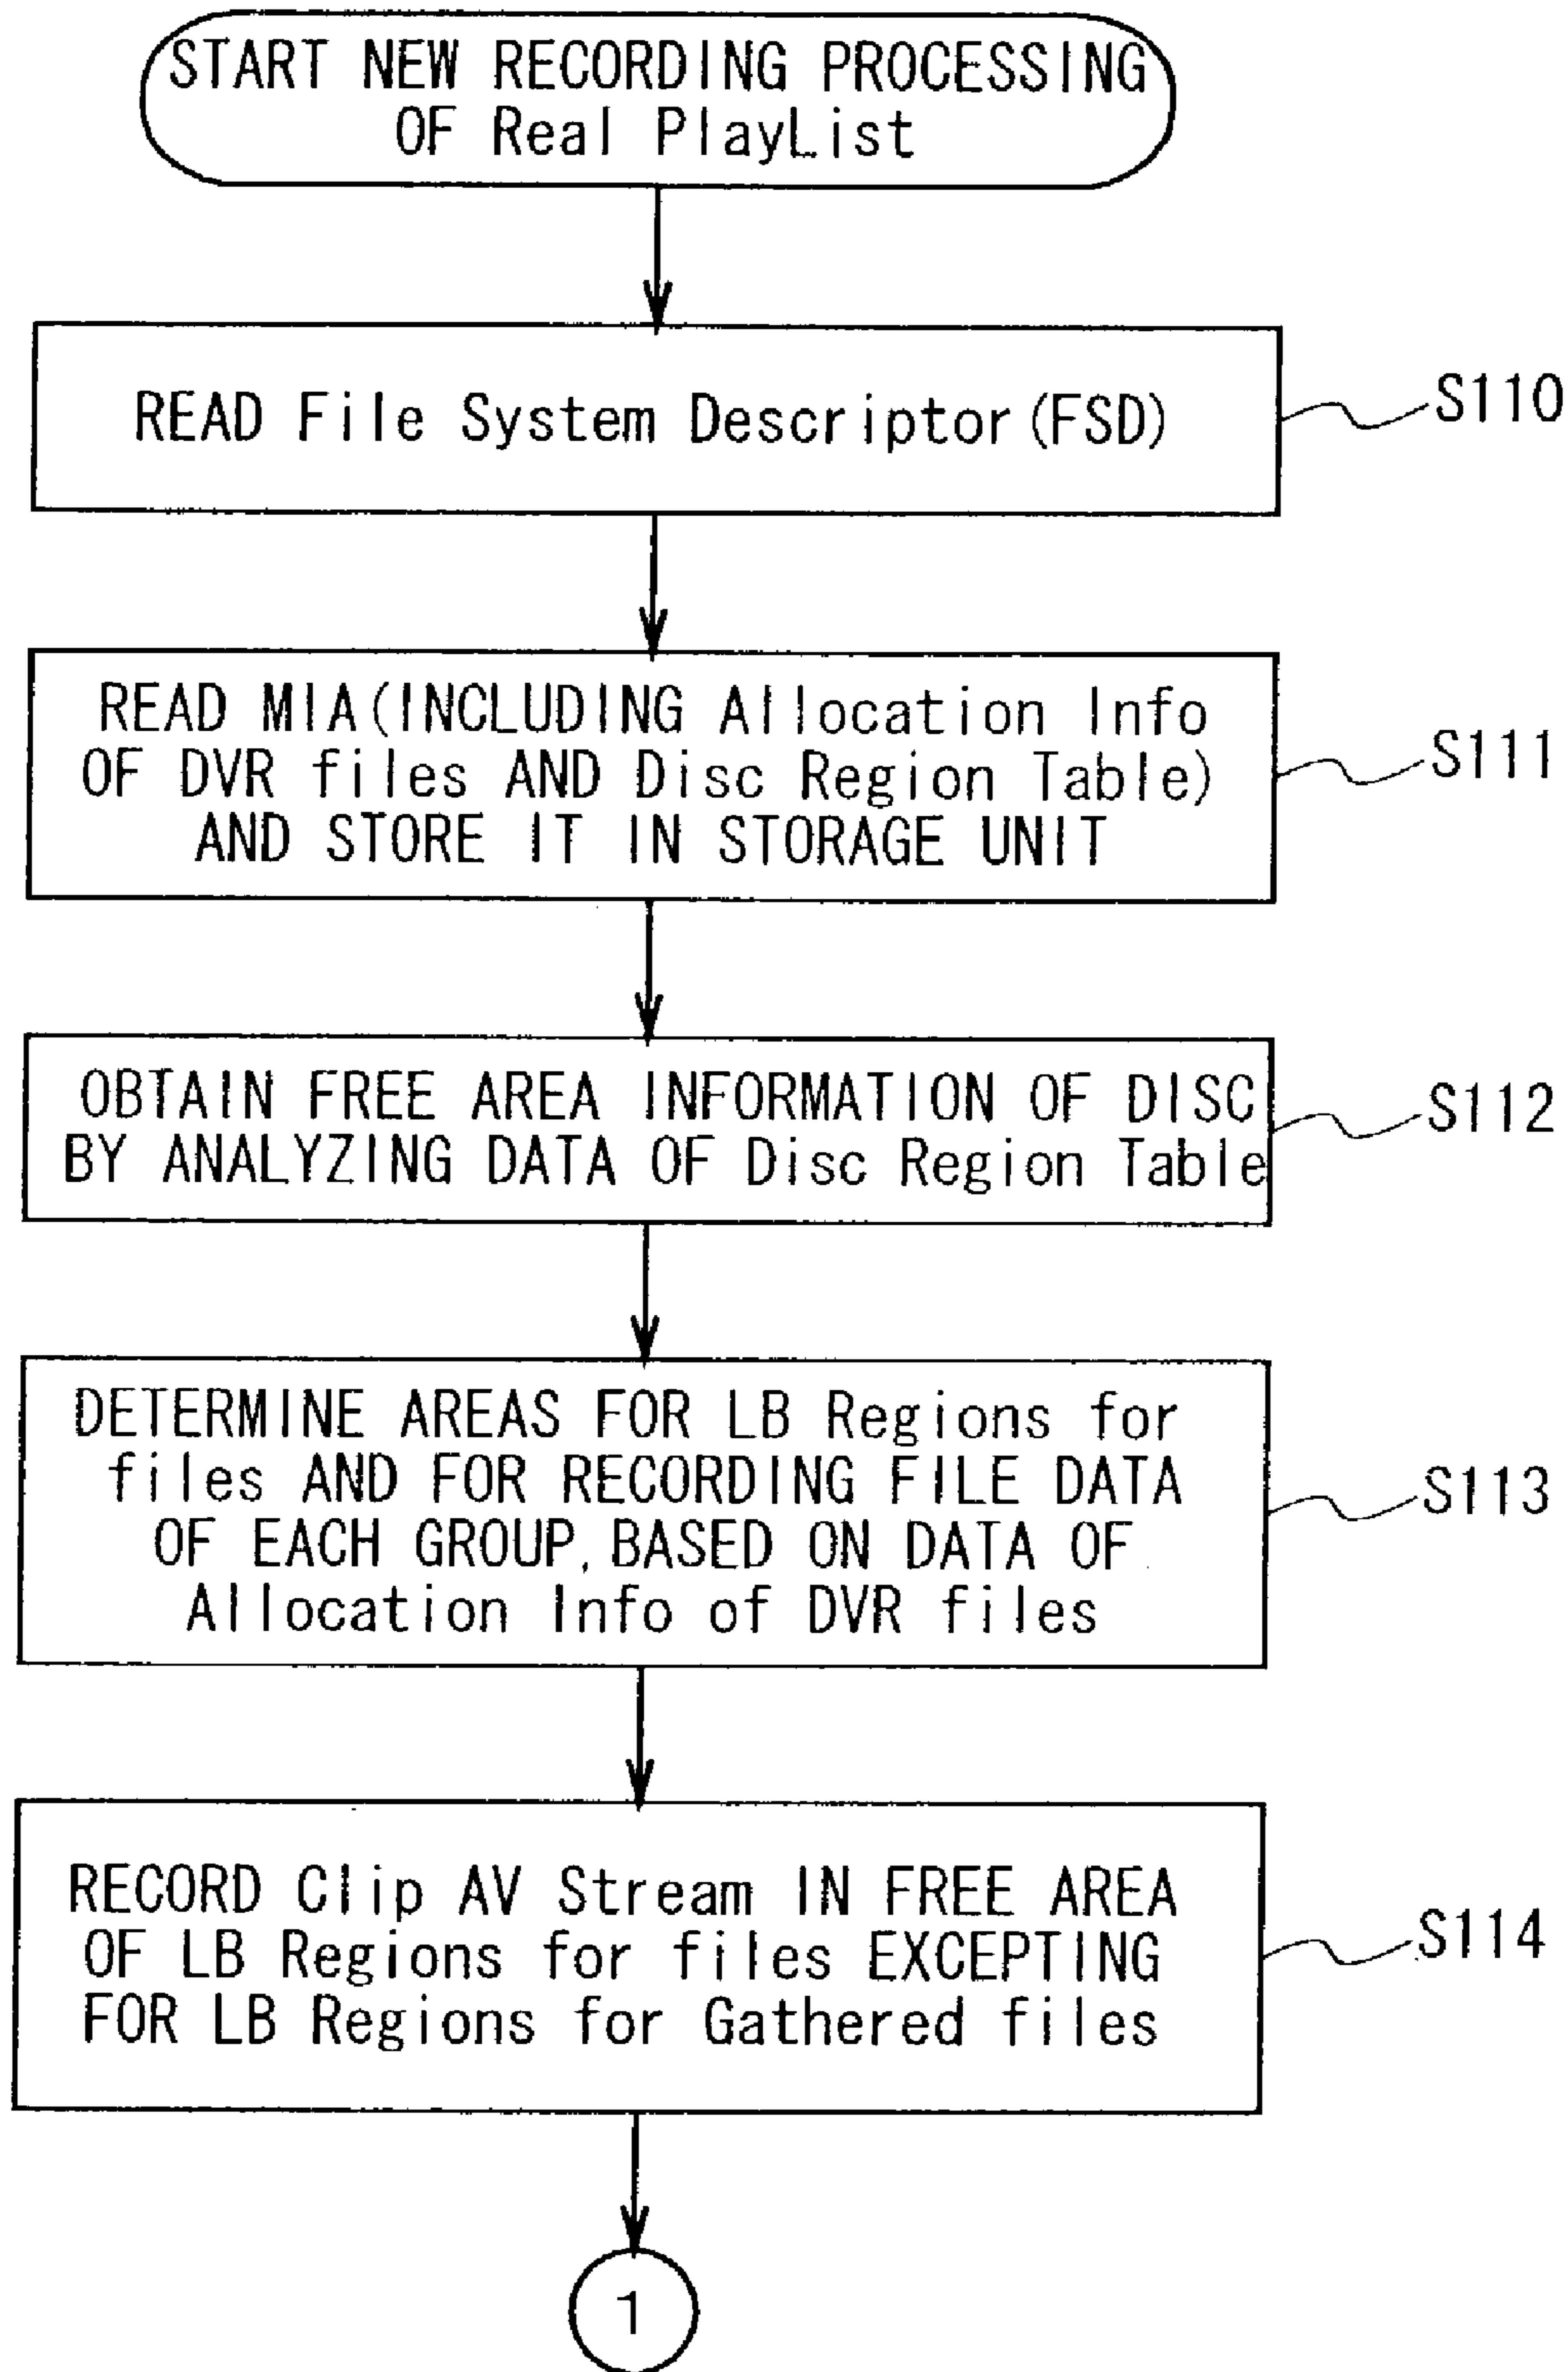 START NEW RECORDING PROCESSING
OF Real PlayList
READ File System Descriptor(FSD)
S110
READ MIA(INCLUDING Allocation Info
OF DVR files AND Disc Region Table)
AND STORE IT IN STORAGE UNIT
S111
OBTAIN FREE AREA INFORMATION OF DISC
BY ANALYZING DATA OF Disc Region Table
S112
DETERMINE AREAS FOR LB Regions for
files AND FOR RECORDING FILE DATA
OF EACH GROUP, BASED ON DATA OF
Allocation Info of DVR files
S113
RECORD Clip AV Stream IN FREE AREA
OF LB Regions for files EXCEPTING
FOR LB Regions for Gathered files
S114
1